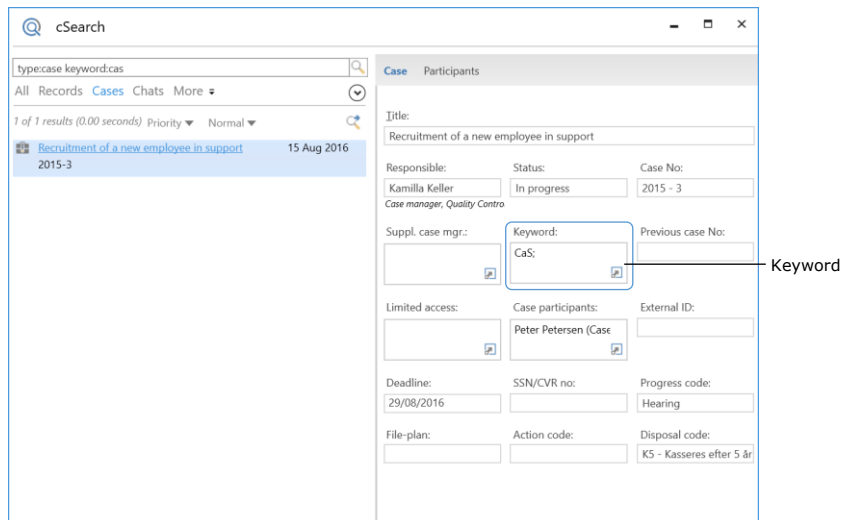 cSearch
type:case keyword:cas
All Records Cases Chats More
1 of 1 results (0.00 seconds) Priority Normal
Recruitment of a new employee in support 15 Aug 2016
2015-3
Case Participants
Title:
Recruitment of a new employee in support
Responsible: Status: Case No:
Kamilla Keller In progress 2015 - 3
Case manager, Quality Contro
Suppl. case mgr.: Keyword: Previous case No:
CaS;
Keyword
Limited access: Case participants: External ID:
Peter Petersen (Case
Deadline: SSN/CVR no: Progress code:
29/08/2016 Hearing
File-plan: Action code: Disposal code:
K5 - Kasseres efter 5 år